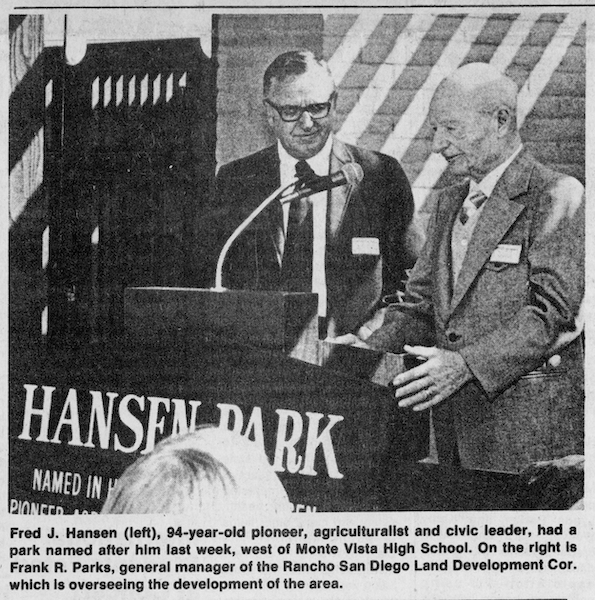 HANSEN PARK
NAMED IN
PIONEER
Fred J. Hansen (left), 94-year-old pioneer, agriculturalist and civic leader, had a
park named after him last week, west of Monte Vista High School. On the right is
Frank R. Parks, general manager of the Rancho San Diego Land Development Cor.
which is overseeing the development of the area.